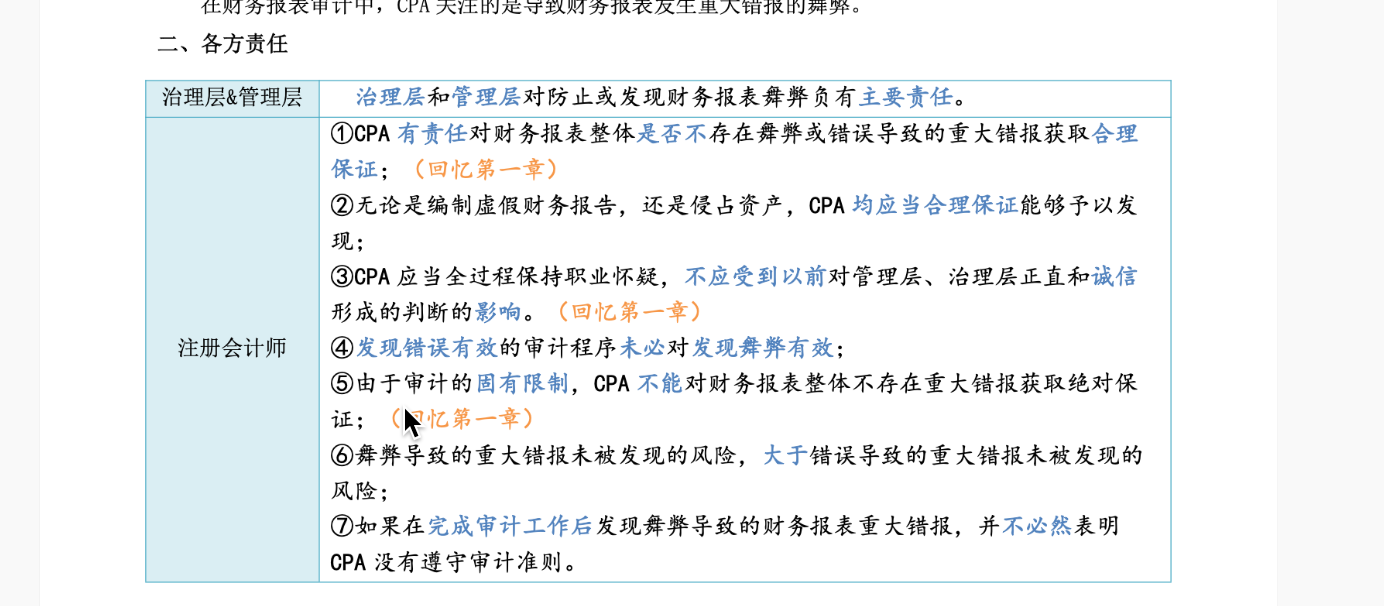 在财务报表审计中，CPA 关注的是导致财务报表发生重大错报的舞弊。
二、各方责任
治理层&管理层
治理层和管理层对防止或发现财务报表舞弊负有主要责任。
注册会计师
①CPA 有责任对财务报表整体是否不存在舞弊或错误导致的重大错报获取合理
保证；（回忆第一章）
②无论是编制虚假财务报告，还是侵占资产，CPA 均应当合理保证能够予以发
现；
③CPA 应当全过程保持职业怀疑，不应受到以前对管理层、治理层正直和诚信
形成的判断的影响。（回忆第一章）
④发现错误有效的审计程序未必对发现舞弊有效；
⑤由于审计的固有限制，CPA 不能对财务报表整体不存在重大错报获取绝对保
证；（回忆第一章）
⑥舞弊导致的重大错报未被发现的风险，大于错误导致的重大错报未被发现的
风险；
⑦如果在完成审计工作后发现舞弊导致的财务报表重大错报，并不必然表明
CPA 没有遵守审计准则。